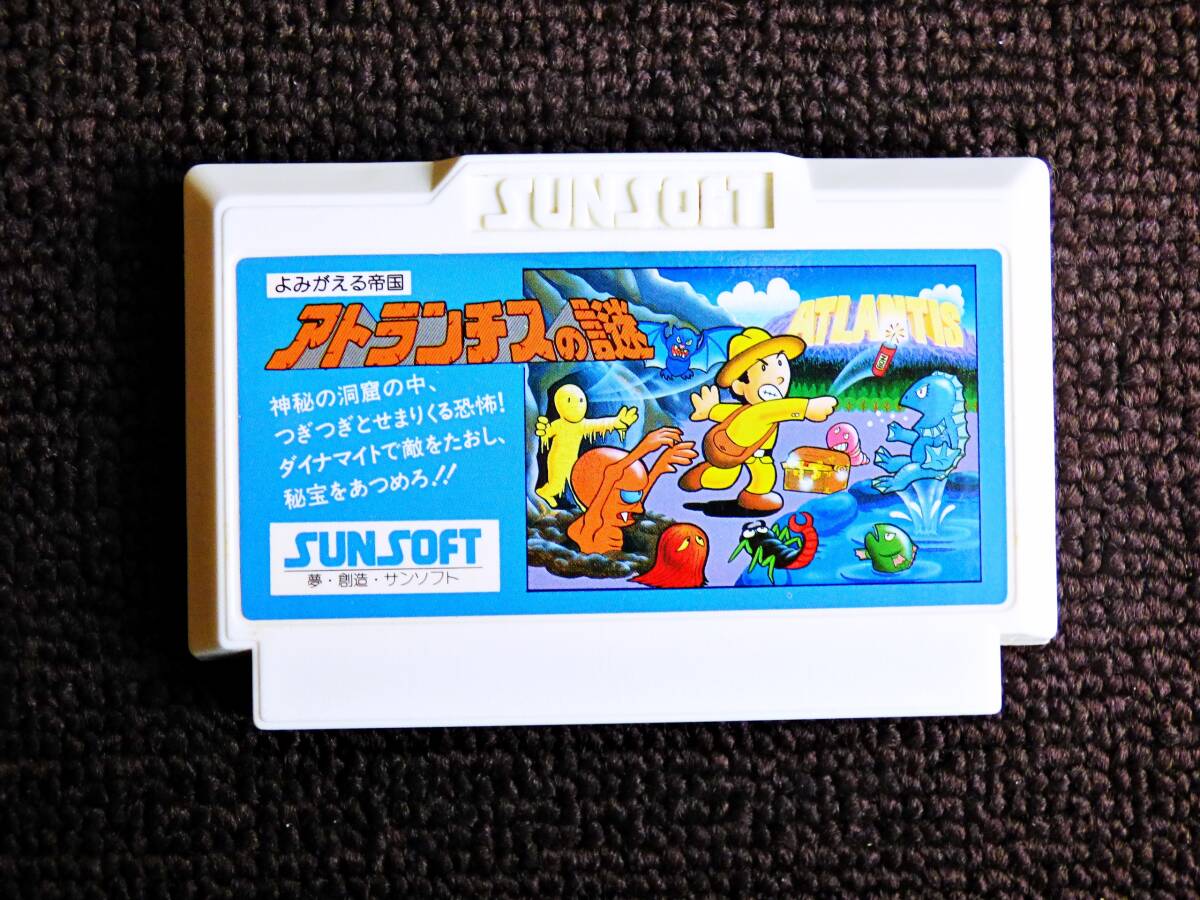 SUNSOFT
よみがえる帝国
アトランチスの謎
神秘の洞窟の中、
つぎつぎとせまりくる恐怖!
ダイナマイトで敵をたおし、
秘宝をあつめろ!!
SUNSOFT
夢・創造・サンソフト
ATLANTIS